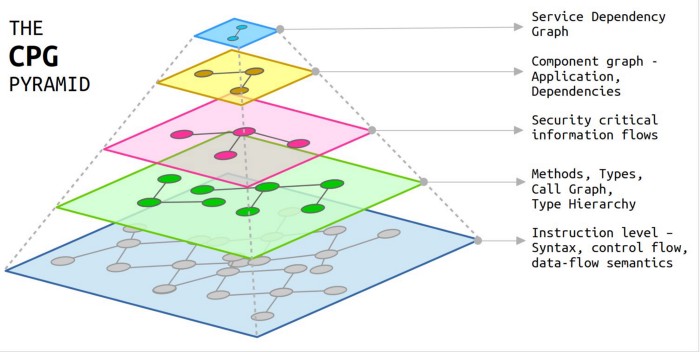 THE
CPG
PYRAMID
Service Dependency
Graph
Component graph -
Application,
Dependencies
Security critical
information flows
Methods, Types,
Call Graph,
Type Hierarchy
Instruction level –
Syntax, control flow,
data-flow semantics